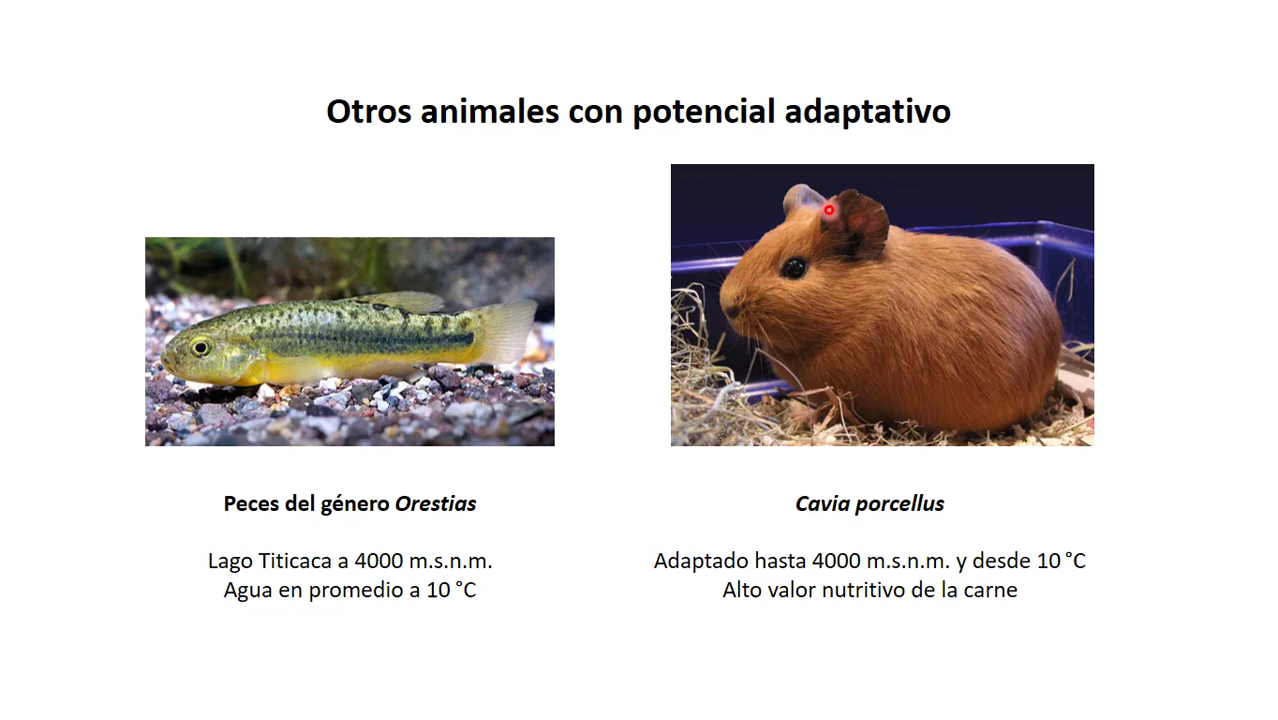 Otros animales con potencial adaptativo
Peces del género Orestias
Lago Titicaca a 4000 m.s.n.m.
Agua en promedio a 10 °C
Cavia porcellus
Adaptado hasta 4000 m.s.n.m. y desde 10 °C
Alto valor nutritivo de la carne